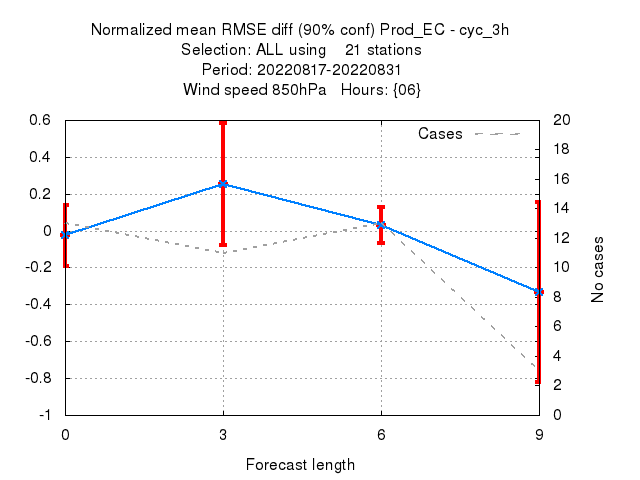 Normalized mean RMSE diff (90% conf) Prod_EC - cyc_3h
Selection: ALL using    21 stations
Period: 20220817-20220831
Wind speed 850hPa   Hours: {06}
Cases
0.6
0.4
0.2
0
-0.2
-0.4
-0.6
-0.8
-1
20
18
16
14
12
10
8
6
4
2
0
No cases
0 3 6 9
Forecast length